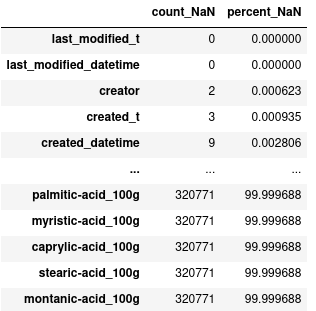 count_NaN percent_NaN
last_modified_t 0 0.000000
last_modified_datetime 0 0.000000
creator 2 0.000623
created_t 3 0.000935
created_datetime 9 0.002806
... ... ...
palmitic-acid_100g 320771 99.999688
myristic-acid_100g 320771 99.999688
caprylic-acid_100g 320771 99.999688
stearic-acid_100g 320771 99.999688
montanic-acid_100g 320771 99.999688